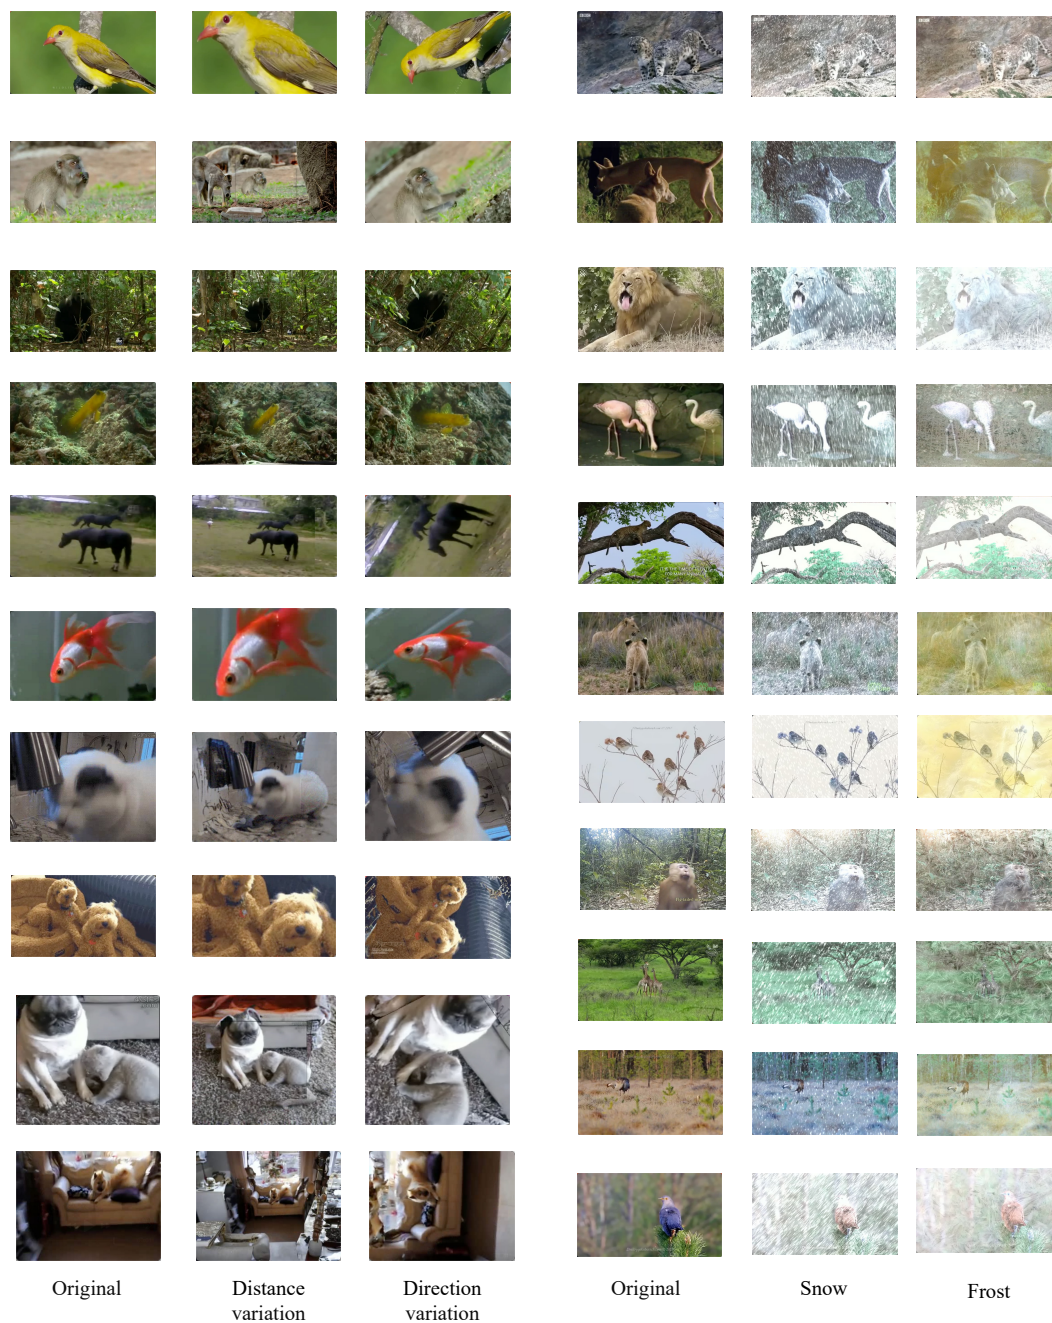 Original
Distance
variation
Direction
variation
Original
Snow
Frost